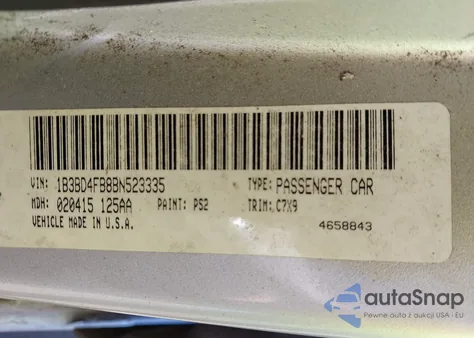 VIN: 1B3BD4FB8BN523335 TYPE: PASSENGER CAR
MDH: 020415 125AA PAINT: PS2 TRIM: C7X9
VEHICLE MADE IN U.S.A. 4658843
autoSnap
Pewne auta z aukcji USA - EU